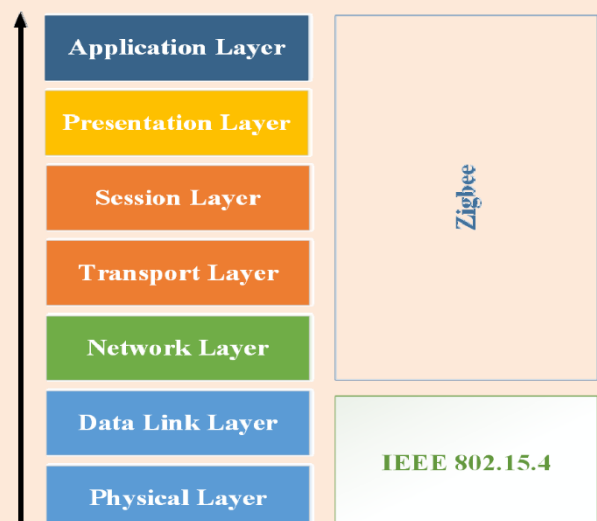 Application Layer
Presentation Layer
Session Layer
Transport Layer
Network Layer
Data Link Layer
Physical Layer
Zigbee
IEEE 802.15.4